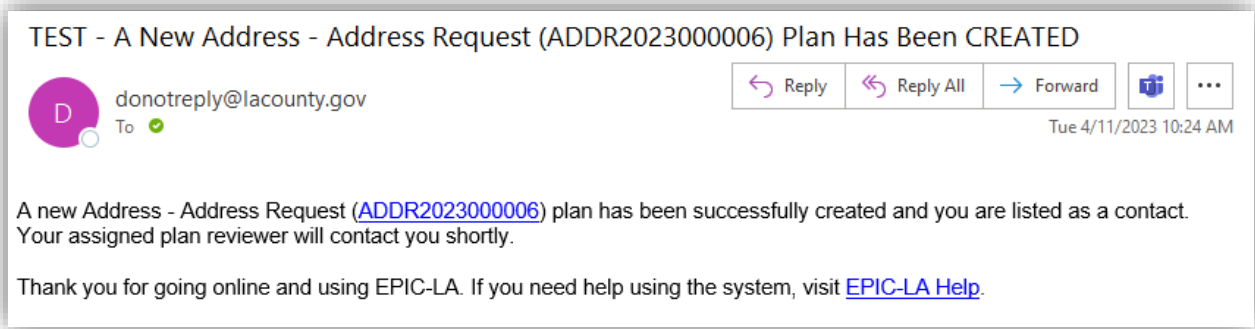 TEST - A New Address - Address Request (ADDR2023000006) Plan Has Been CREATED
D
donotreply@lacounty.gov
To
Reply
Reply All
Forward
Tue 4/11/2023 10:24 AM
A new Address - Address Request (ADDR2023000006) plan has been successfully created and you are listed as a contact.
Your assigned plan reviewer will contact you shortly.
Thank you for going online and using EPIC-LA. If you need help using the system, visit EPIC-LA Help.